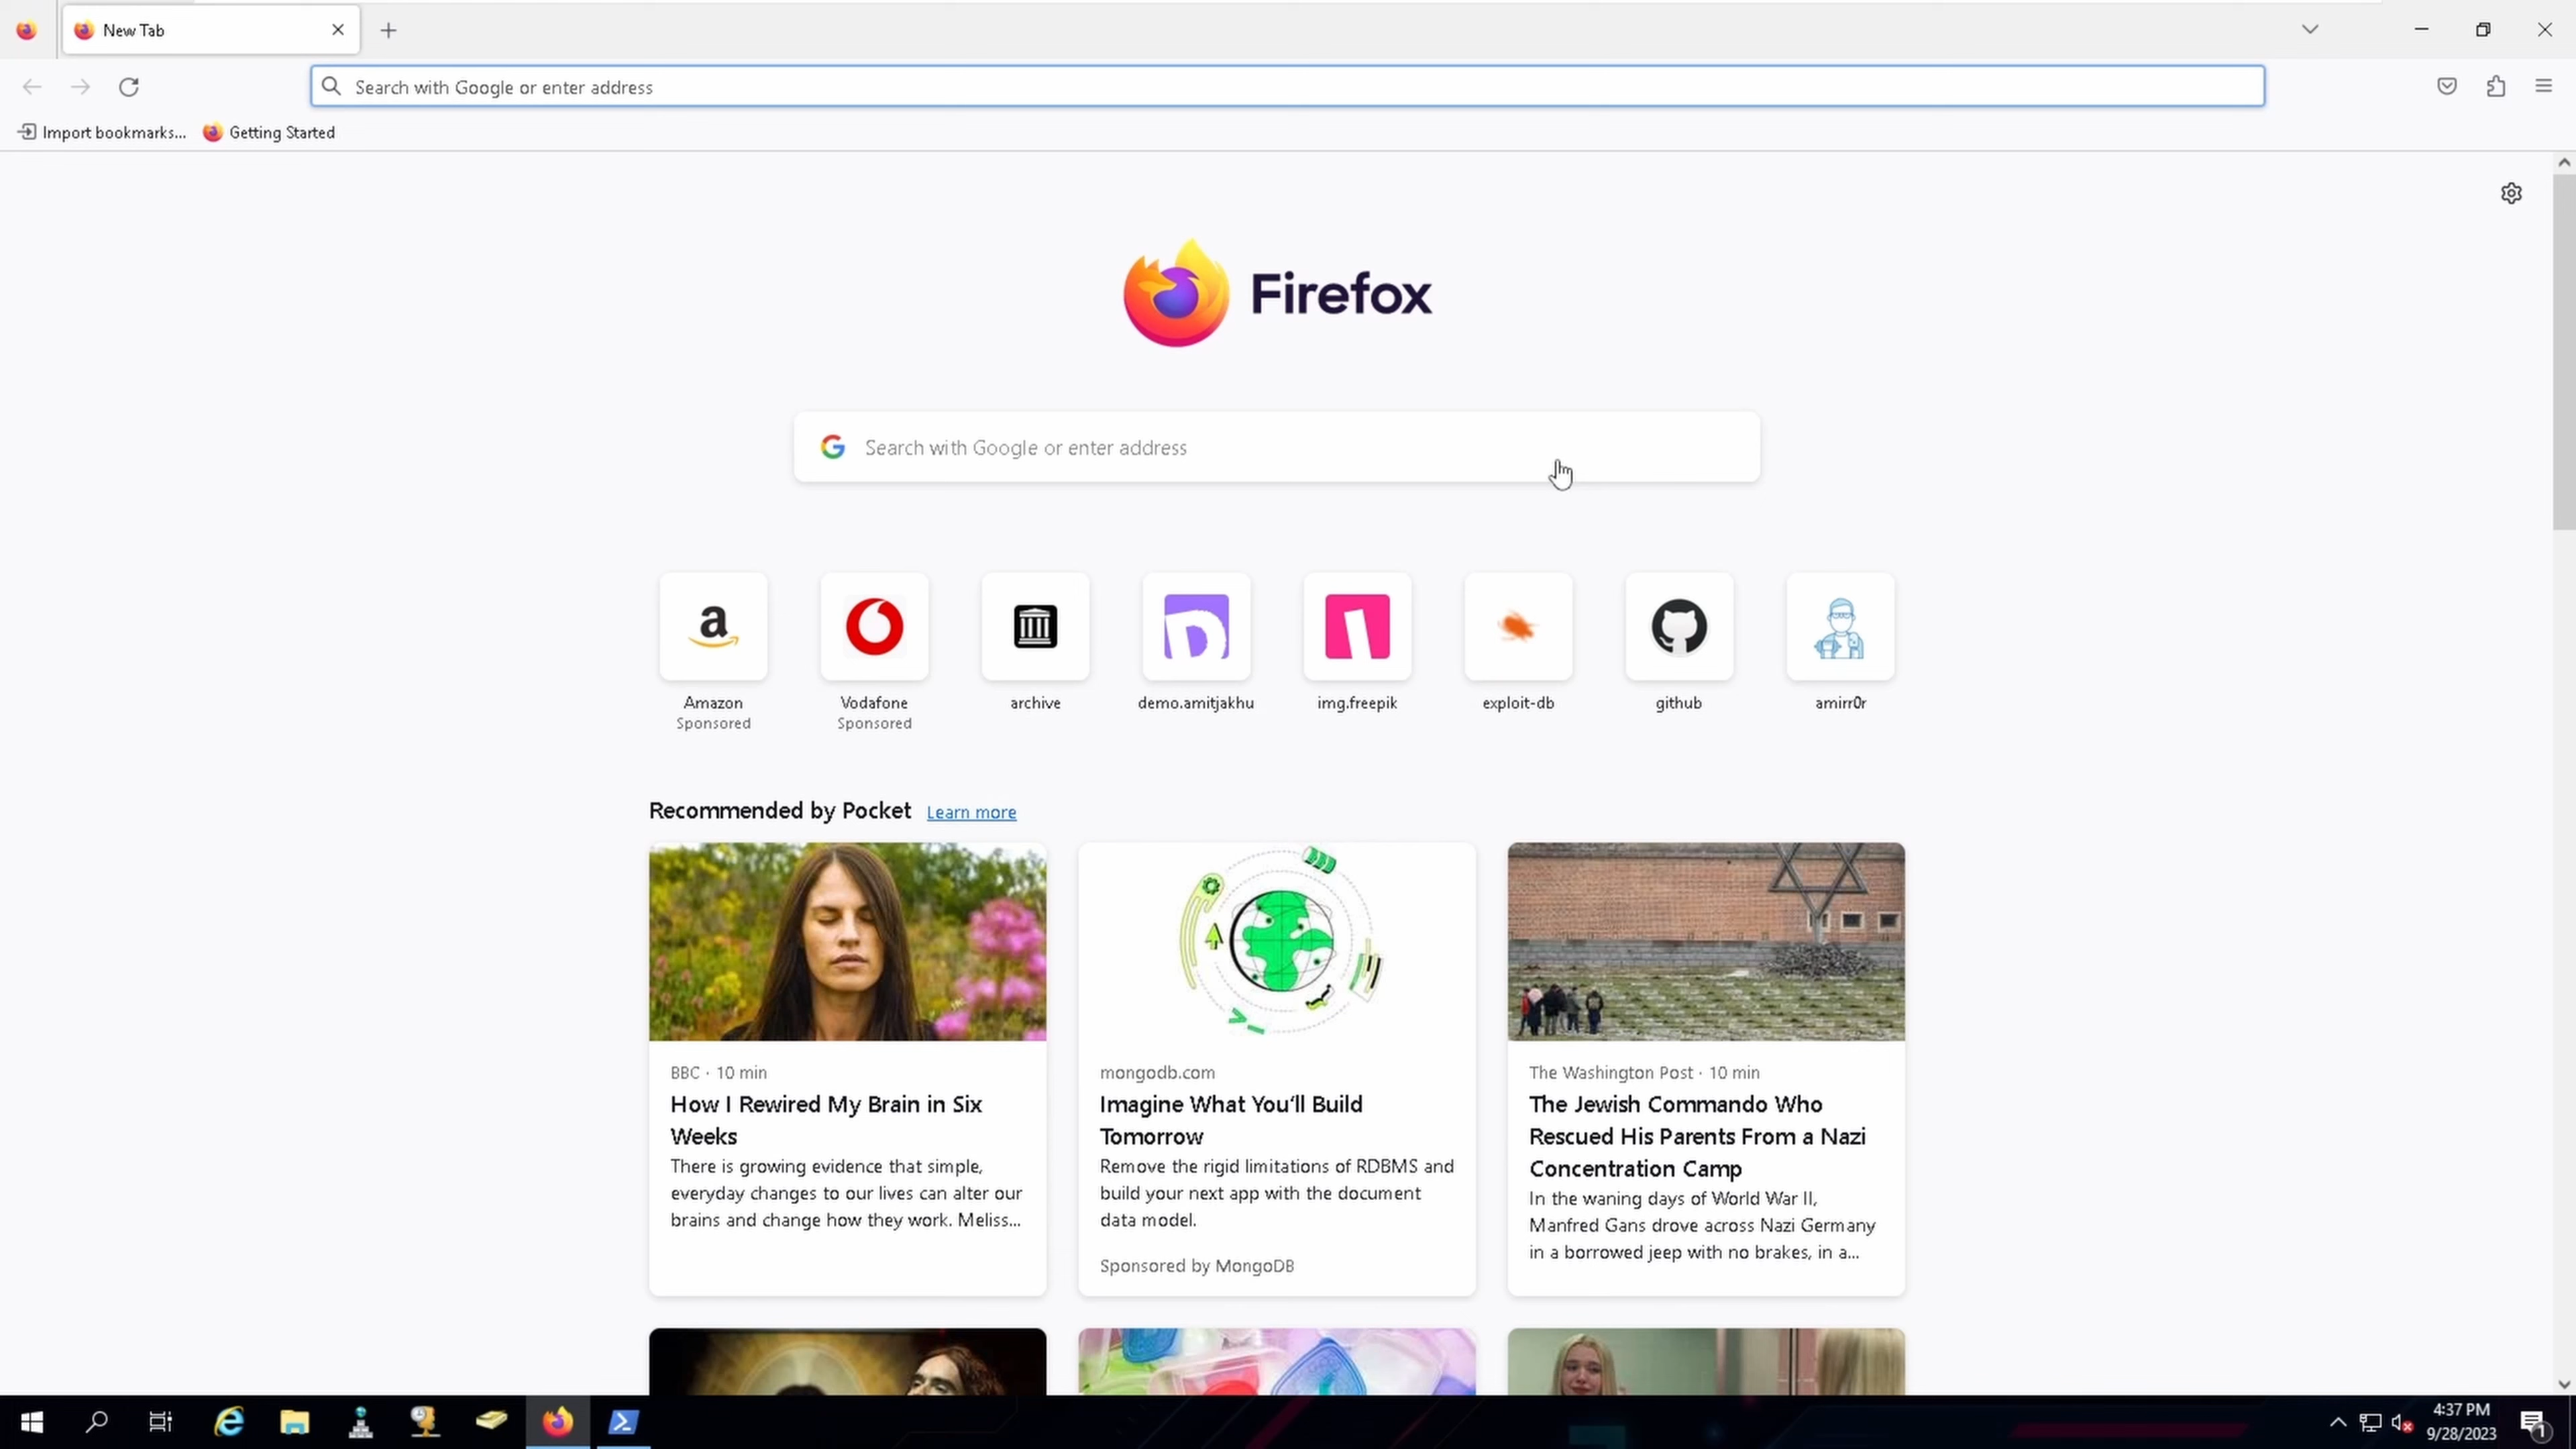 New Tab
Search with Google or enter address
Import bookmarks...
Getting Started
Firefox
Search with Google or enter address
a
Amazon
Sponsored
Vodafone
Sponsored
archive
demo.amitjakhu
img.freepik
exploit-db
github
amirr0r
Recommended by Pocket Learn more
BBC · 10 min
How I Rewired My Brain in Six
Weeks
There is growing evidence that simple,
everyday changes to our lives can alter our
brains and change how they work. Meliss...
mongodb.com
Imagine What You'll Build
Tomorrow
Remove the rigid limitations of RDBMS and
build your next app with the document
data model.
Sponsored by MongoDB
The Washington Post · 10 min
The Jewish Commando Who
Rescued His Parents From a Nazi
Concentration Camp
In the waning days of World War II,
Manfred Gans drove across Nazi Germany
in a borrowed jeep with no brakes, in a...
4:37 PM
9/28/2023
1